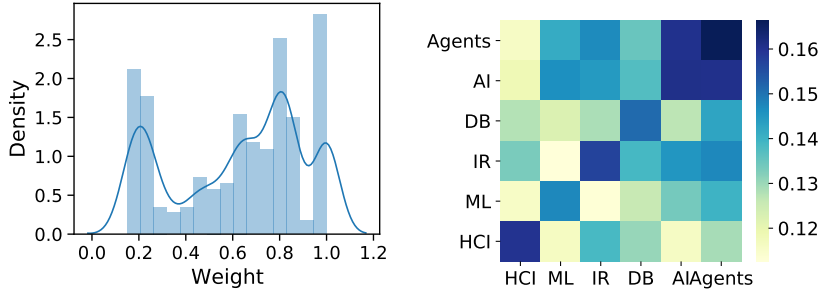 2.5
2.0
1.5
1.0
0.5
0.0
Density
0.0 0.2 0.4 0.6 0.8 1.0 1.2
Weight
Agents
AI
DB
IR
ML
HCI
HCI ML IR DB AI Agents
0.16
0.15
0.14
0.13
0.12